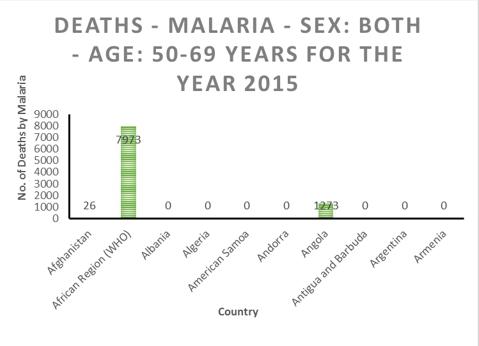 DEATHS - MALARIA - SEX: BOTH
- AGE: 50-69 YEARS FOR THE
YEAR 2015
No. of Deaths by Malaria
9000
8000
7000
6000
5000
4000
3000
2000
1000
0
26
7973
0
0
0
0
1273
0
0
0
Afghanistan
African Region (WHO)
Albania
Algeria
American Samoa
Andorra
Angola
Antigua and Barbuda
Argentina
Armenia
Country